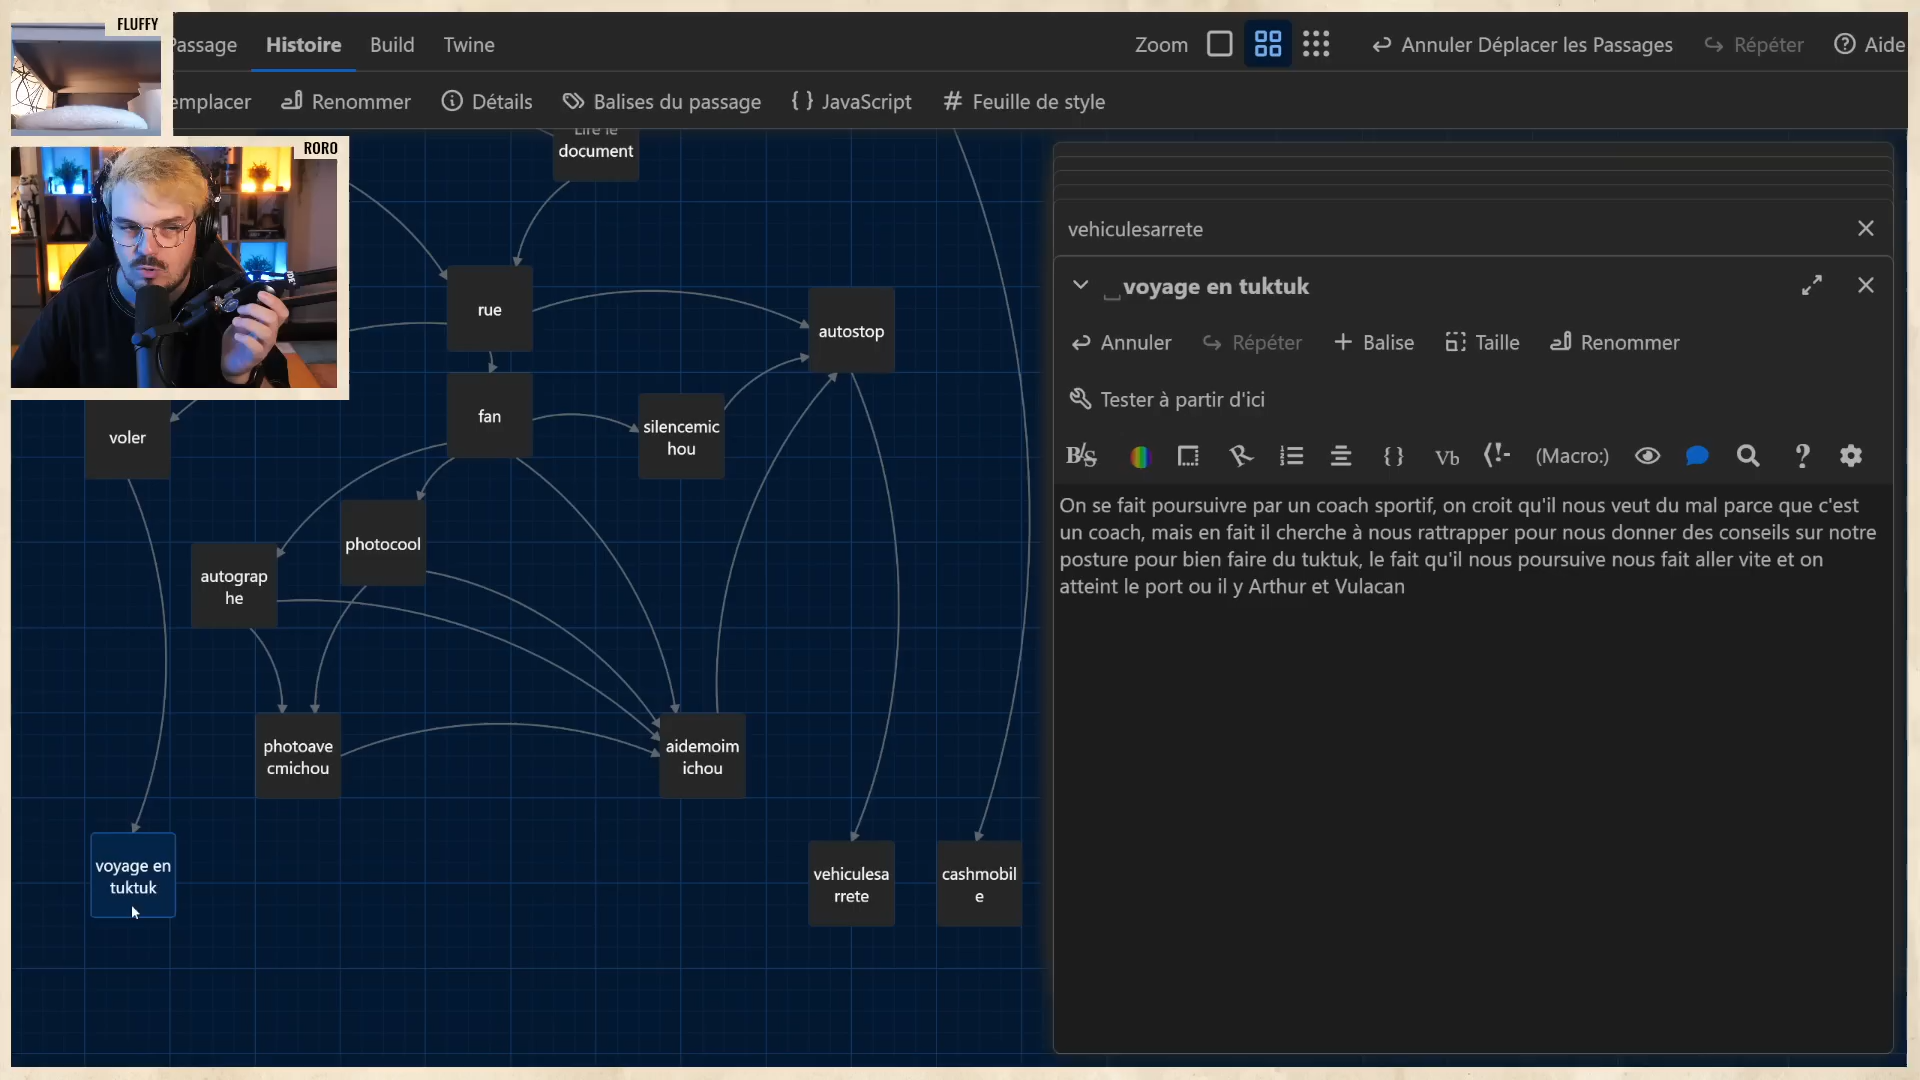 FLUFFY
RORO
Passage Histoire Build Twine
Zoom
Annuler Déplacer les Passages
Répéter
Aide
emplacer Renommer Détails Balises du passage { } JavaScript # Feuille de style
Lire le
document
rue
autostop
fan
silencemic
hou
voler
photocool
autograp
he
photoave
cmichou
aidemoim
ichou
voyage en
tuktuk
vehiculesa
rrete
cashmobil
e
vehiculesarrete
voyage en tuktuk
Annuler Répéter + Balise Taille Renommer
Tester à partir d'ici
(Macro:)
On se fait poursuivre par un coach sportif, on croit qu'il nous veut du mal parce que c'est
un coach, mais en fait il cherche à nous rattrapper pour nous donner des conseils sur notre
posture pour bien faire du tuktuk, le fait qu'il nous poursuive nous fait aller vite et on
atteint le port ou il y Arthur et Vulacan